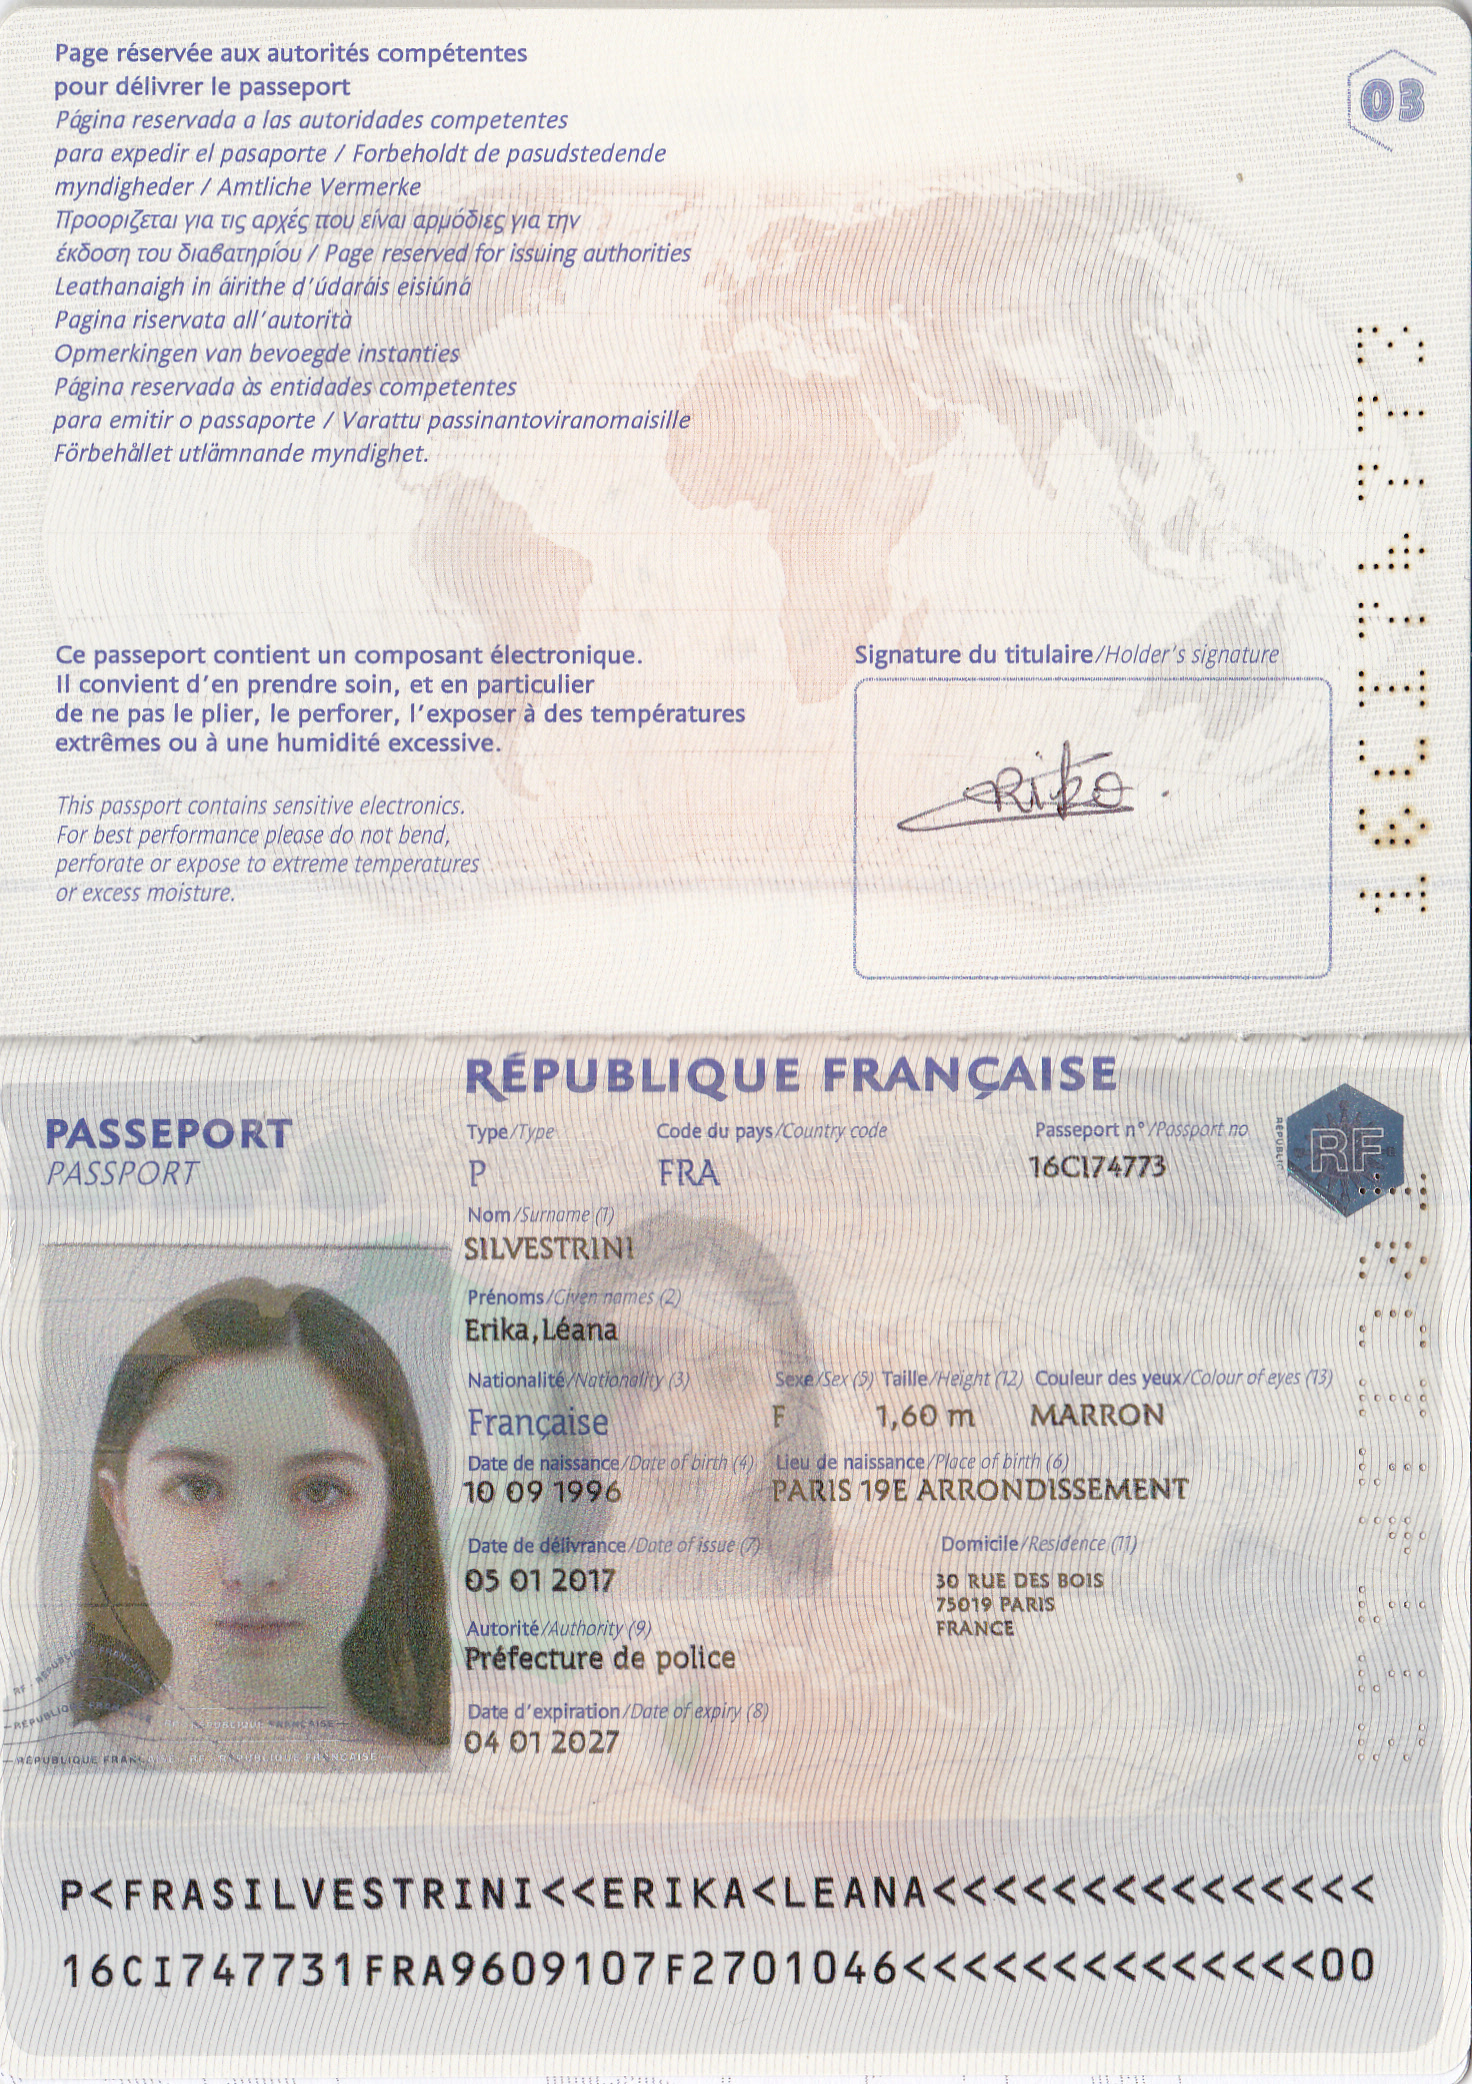 Page réservée aux autorités compétentes
pour délivrer le passeport
Página reservada a las autoridades competentes
para expedir el pasaporte / Forbeholdt de pasudstedende
myndigheder / Amtliche Vermerke
Προορίζεται για τις αρχές που είναι αρμόδιες για την
έκδοση του διαβατηρίου / Page reserved for issuing authorities
Leathanaigh in áirithe d'údaráis eisiúná
Pagina riservata all'autorità
Opmerkingen van bevoegde instanties
Página reservada às entidades competentes
para emitir o passaporte / Varattu passinantoviranomaisille
Förbehållet utlämnande myndighet.
03
Ce passeport contient un composant électronique.
Il convient d'en prendre soin, et en particulier
de ne pas le plier, le perforer, l'exposer à des températures
extrêmes ou à une humidité excessive.
This passport contains sensitive electronics.
For best performance please do not bend,
perforate or expose to extreme temperatures
or excess moisture.
Signature du titulaire/Holder's signature
16CI74773
RÉPUBLIQUE FRANÇAISE
PASSEPORT
PASSPORT
Type/Type
Code du pays/Country code
Passeport n°/Passport no
P
FRA
16CI74773
RF
Nom/Surname (1)
SILVESTRINI
Prénoms/Given names (2)
Erika,Léana
Nationalité/Nationality (3)
Sexe/Sex (5) Taille/Height (12) Couleur des yeux/Colour of eyes (13)
Française
F
1,60 m
MARRON
Date de naissance/Date of birth (4)
Lieu de naissance/Place of birth (6)
10 09 1996
PARIS 19E ARRONDISSEMENT
Date de délivrance/Date of issue (7)
Domicile/Residence (11)
05 01 2017
30 RUE DES BOIS
75019 PARIS
FRANCE
Autorité/Authority (9)
Préfecture de police
Date d'expiration/Date of expiry (8)
04 01 2027
P<FRASILVESTRINI<<ERIKA<LEANA<<<<<<<<<<<<<<<
16CI747731FRA9609107F2701046<<<<<<<<<<<<<<00